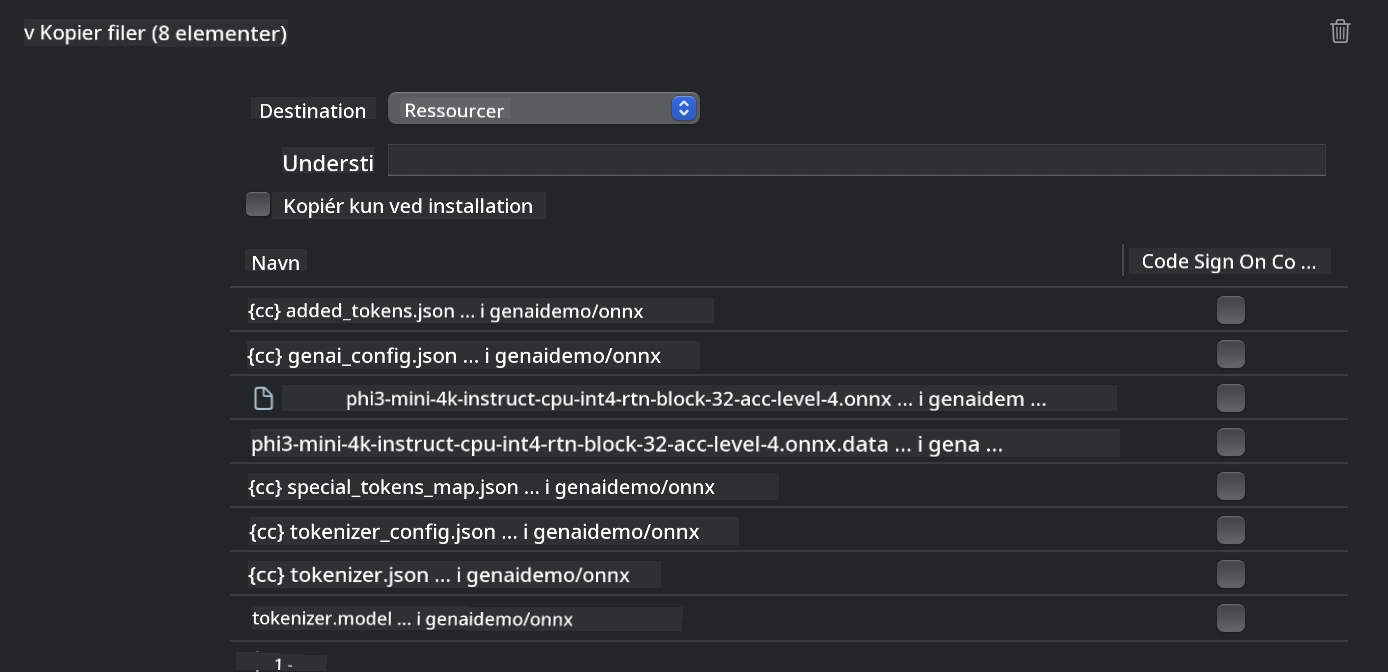 v Kopier filer (8 elementer)
Destination Ressourcer
Understi
Kopiér kun ved installation
Navn Code Sign On Co ...
{cc} added_tokens.json ... i genaidemo/onnx
{cc} genai_config.json ... i genaidemo/onnx
phi3-mini-4k-instruct-cpu-int4-rtn-block-32-acc-level-4.onnx ... i genaidem ...
phi3-mini-4k-instruct-cpu-int4-rtn-block-32-acc-level-4.onnx.data ... i gena ...
{cc} special_tokens_map.json ... i genaidemo/onnx
{cc} tokenizer_config.json ... i genaidemo/onnx
{cc} tokenizer.json ... i genaidemo/onnx
tokenizer.model ... i genaidemo/onnx
1 -